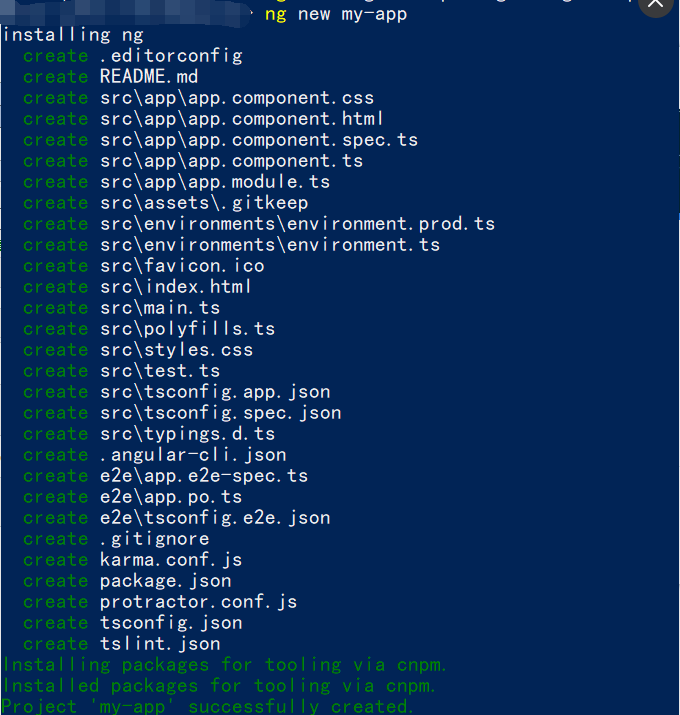 ng new my-app
installing ng
create .editorconfig
create README.md
create src\app\app.component.css
create src\app\app.component.html
create src\app\app.component.spec.ts
create src\app\app.component.ts
create src\app\app.module.ts
create src\assets\.gitkeep
create src\environments\environment.prod.ts
create src\environments\environment.ts
create src\favicon.ico
create src\index.html
create src\main.ts
create src\polyfills.ts
create src\styles.css
create src\test.ts
create src\tsconfig.app.json
create src\tsconfig.spec.json
create src\typings.d.ts
create .angular-cli.json
create e2e\app.e2e-spec.ts
create e2e\app.po.ts
create e2e\tsconfig.e2e.json
create .gitignore
create karma.conf.js
create package.json
create protractor.conf.js
create tsconfig.json
create tslint.json
Installing packages for tooling via cnpm.
Installed packages for tooling via cnpm.
Project 'my-app' successfully created.